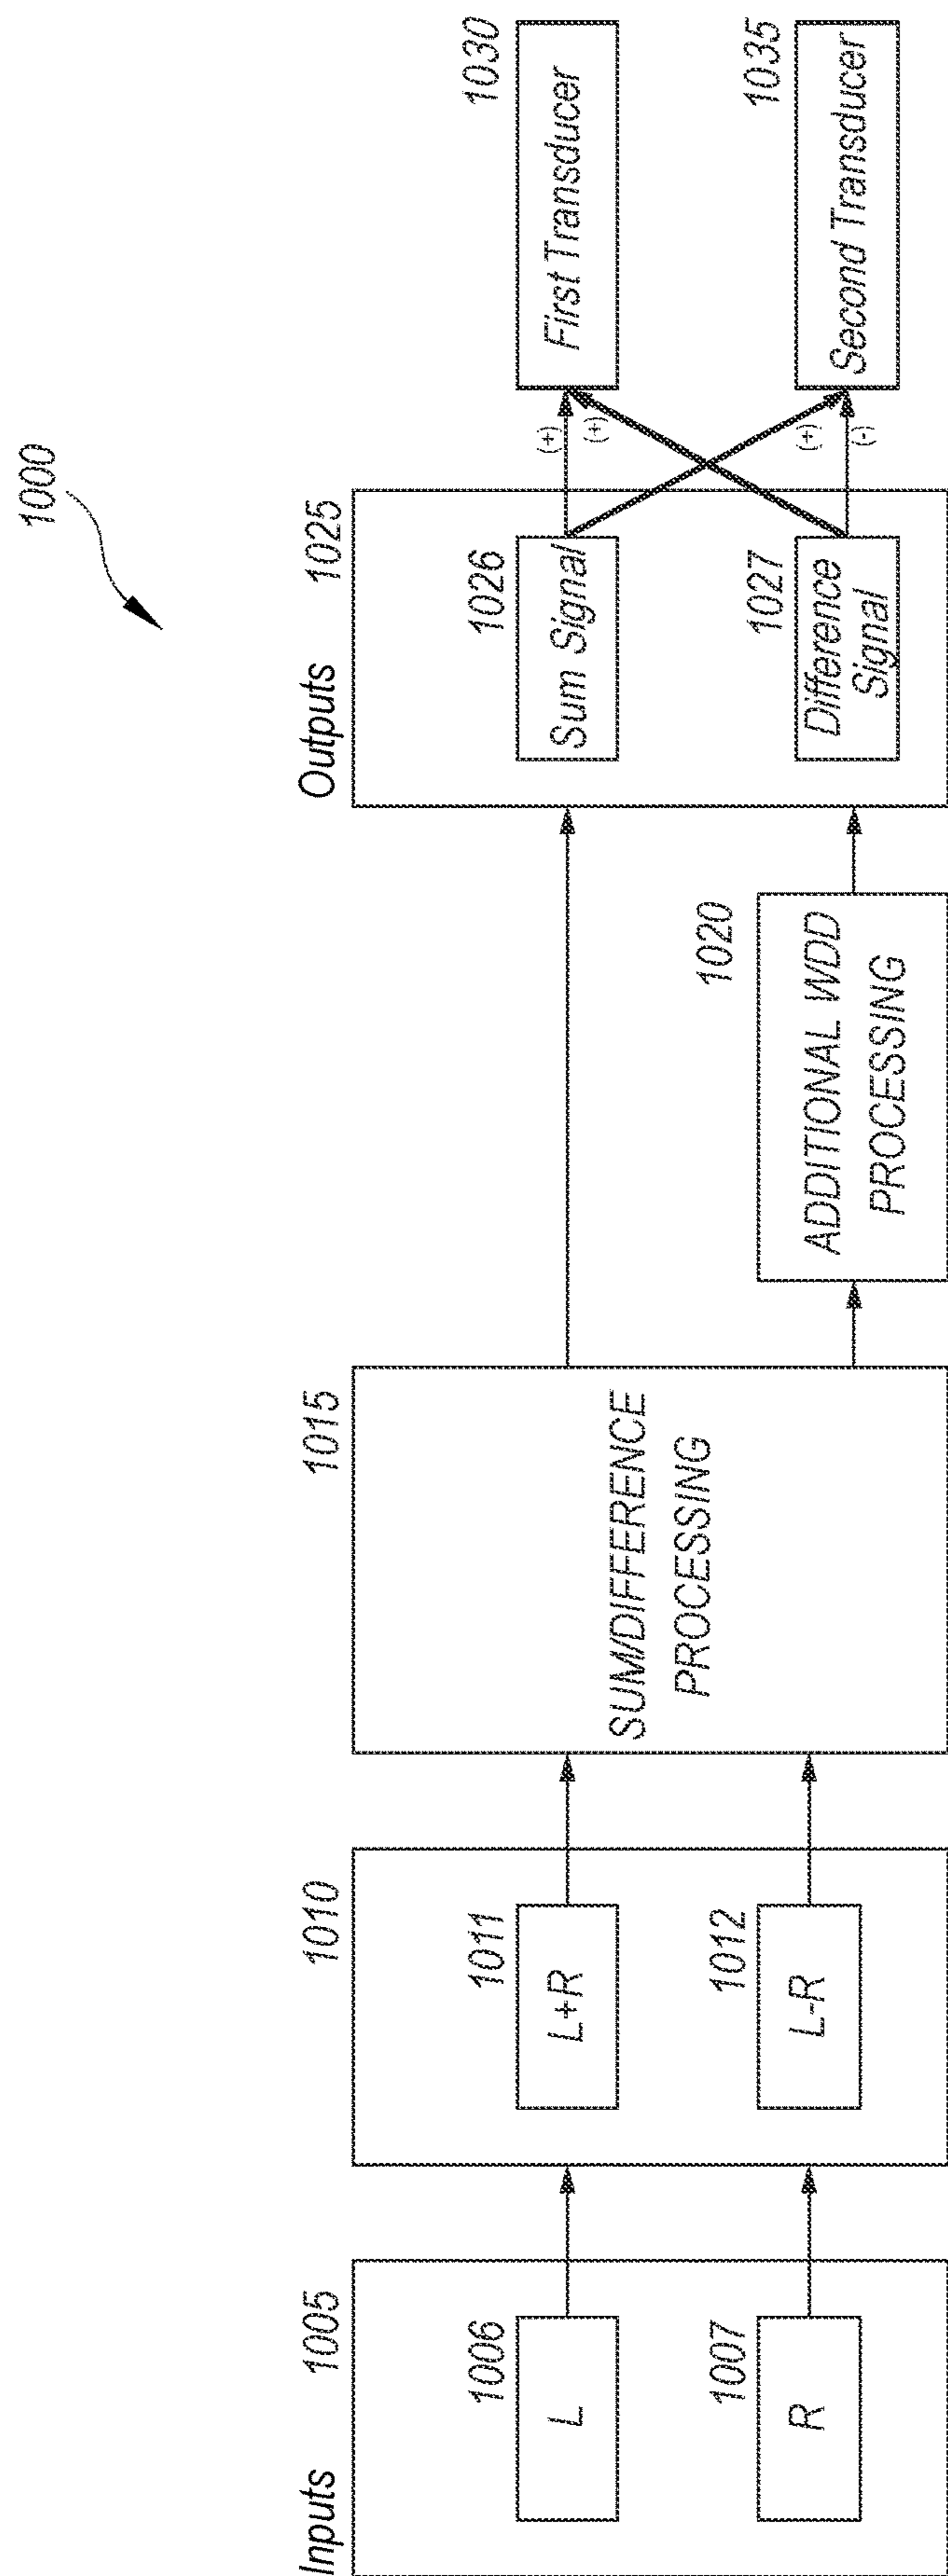 1000
Inputs
1005
1006
L
1007
R
1010
1011
L+R
1012
L-R
1015
SUM/DIFFERENCE
PROCESSING
1020
ADDITIONAL WDD
PROCESSING
Outputs
1025
1026
Sum Signal
1027
Difference
Signal
(+)
(+)
(+)
(-)
1030
First Transducer
1035
Second Transducer